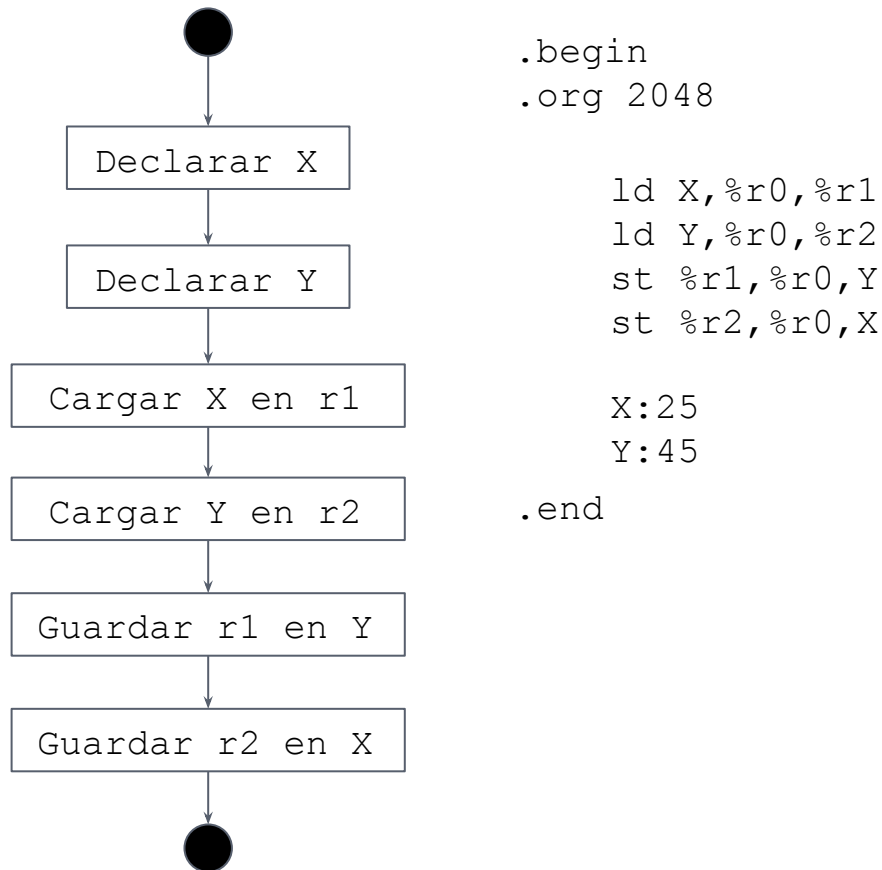 Declarar X
Declarar Y
Cargar X en r1
Cargar Y en r2
Guardar r1 en Y
Guardar r2 en X
.begin
.org 2048
ld X,%r0,%r1
ld Y,%r0,%r2
st %r1,%r0,Y
st %r2,%r0,X
X:25
Y:45
.end